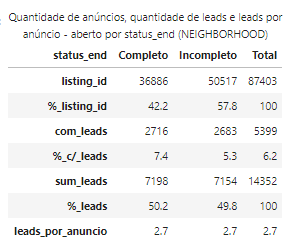 Quantidade de anúncios, quantidade de leads e leads por
anúncio - aberto por status_end (NEIGHBORHOOD)
status_end Completo Incompleto Total
listing_id 36886 50517 87403
%_listing_id 42.2 57.8 100
com_leads 2716 2683 5399
%_c/_leads 7.4 5.3 6.2
sum_leads 7198 7154 14352
%_leads 50.2 49.8 100
leads_por_anuncio 2.7 2.7 2.7